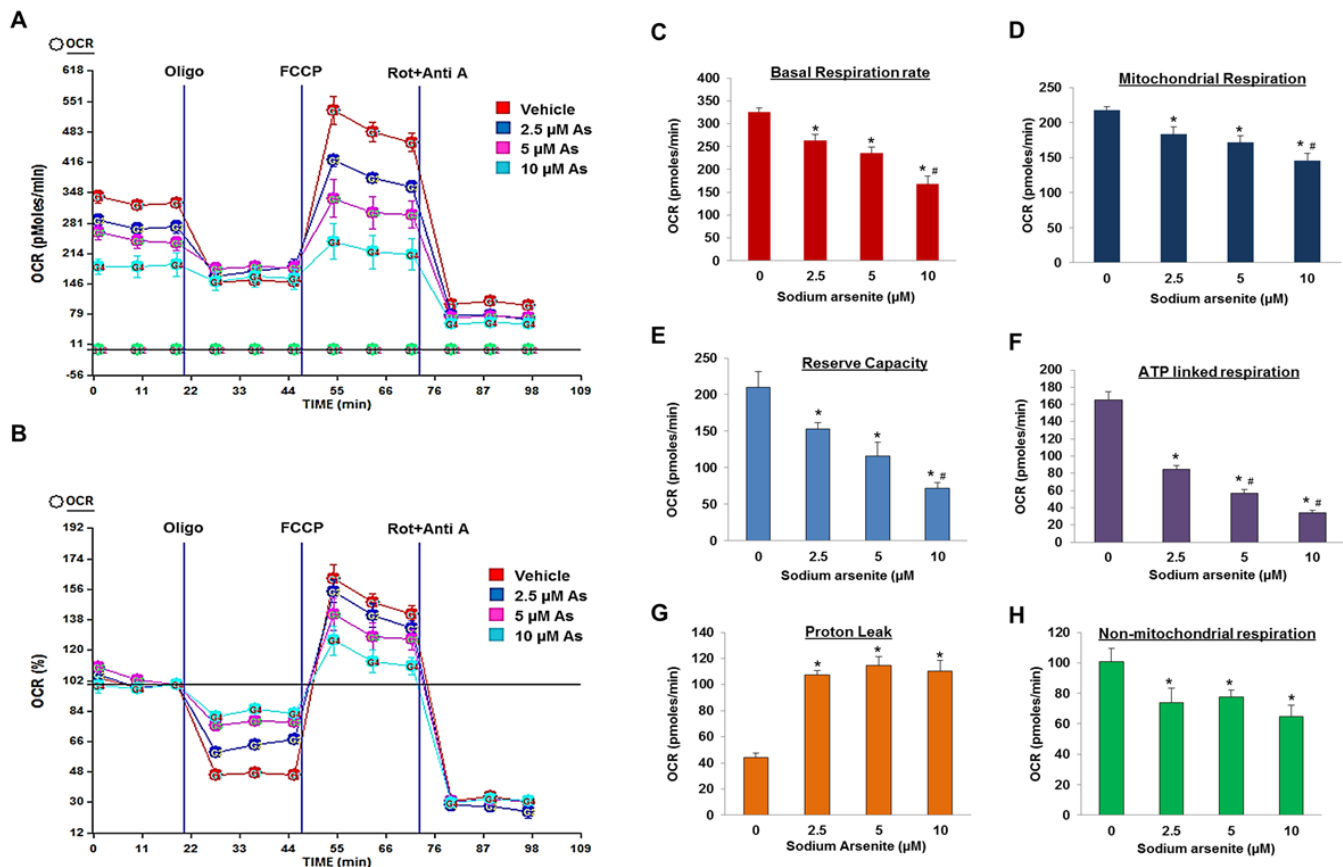 A
OCR
Oligo FCCP Rot+Anti A
Vehicle
2.5 µM As
5 µM As
10 µM As
OCR (pMoles/min)
618
551
483
416
348
281
214
146
79
11
-56
0 11 22 33 44 55 66 76 87 98 109
TIME (min)
B
OCR
Oligo FCCP Rot+Anti A
Vehicle
2.5 µM As
5 µM As
10 µM As
OCR (%)
192
174
156
138
120
102
84
66
48
30
12
0 11 22 33 44 55 66 76 87 98 109
TIME (min)
C
Basal Respiration rate
OCR (pmoles/min)
400
350
300
250
200
150
100
50
0
* * * #
0 2.5 5 10
Sodium arsenite (µM)
D
Mitochondrial Respiration
OCR (pmoles/min)
250
200
150
100
50
0
* * * #
0 2.5 5 10
Sodium arsenite (µM)
E
Reserve Capacity
OCR (pmoles/min)
250
200
150
100
50
0
* * * #
0 2.5 5 10
Sodium arsenite (µM
F
ATP linked respiration
OCR (pmoles/min)
200
180
160
140
120
100
80
60
40
20
0
* * # * #
0 2.5 5 10
Sodium arsenite (µM)
G
Proton Leak
OCR (pmoles/min)
140
120
100
80
60
40
20
0
* * *
0 2.5 5 10
Sodium Arsenite (µM)
H
Non-mitochondrial respiration
OCR (pmoles/min)
120
100
80
60
40
20
0
* * *
0 2.5 5 10
Sodium Arsenite (µM)